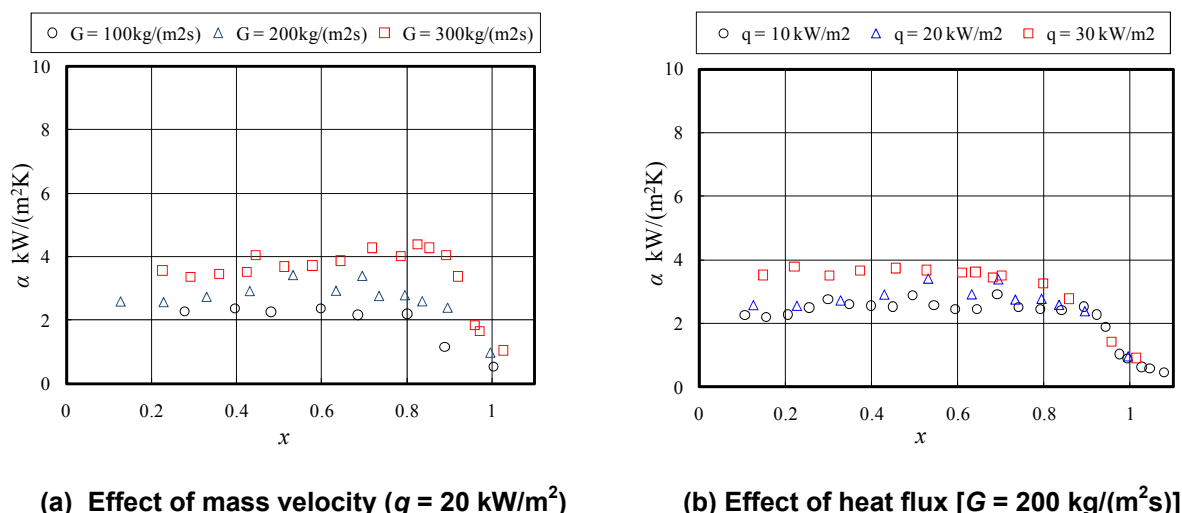 G = 100kg/(m2s) G = 200kg/(m2s) G = 300kg/(m2s)
10
8
6
4
2
0
α kW/(m²K)
0 0.2 0.4 0.6 0.8 1
x
(a) Effect of mass velocity (q = 20 kW/m²)
q = 10 kW/m2 q = 20 kW/m2 q = 30 kW/m2
10
8
6
4
2
0
α kW/(m²K)
0 0.2 0.4 0.6 0.8 1
x
(b) Effect of heat flux [G = 200 kg/(m²s)]